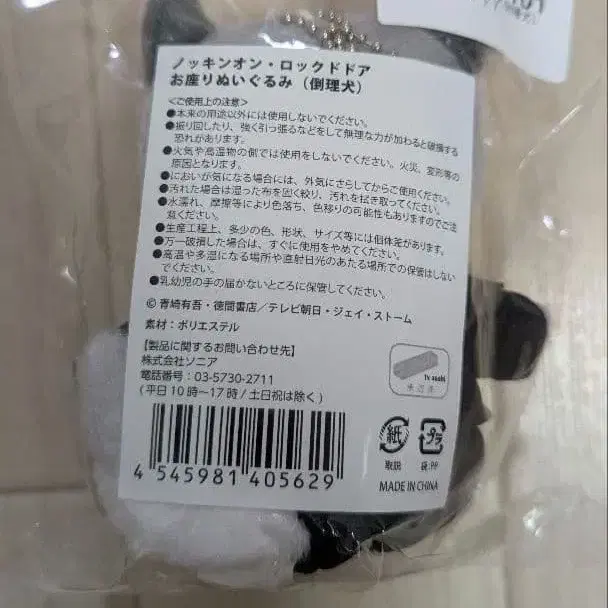 ノッキンオン・ロックドドア
お座りぬいぐるみ（倒理犬）
＜ご使用上の注意＞
●本来の用途以外には使用しないでください。
●振り回したり、強く引っ張るなどをして無理な力が加わると破損する
恐れがあります。
●火気や高温物の側では使用をしないでください。火災、変形等の
原因となります。
●においが気になる場合には、外気にさらしてからご使用ください。
●汚れた場合は湿った布を固く絞り、汚れを拭き取ってください。
●水濡れ、摩擦等により色落ち、色移りの可能性もありますのでご注
意ください。
●生産工程上、多少の色、形状、サイズ等には個体差があります。
●万一破損した場合は、すぐに使用をやめてください。
●高温や多湿になる場所や直射日光のあたる場所での保管はしない
でください。
●乳幼児の手の届かないところに保管してください。
© 青崎有吾・徳間書店／テレビ朝日・ジェイ・ストーム
素材：ポリエステル
【製品に関するお問い合わせ先】
株式会社ソニア
電話番号：03-5730-2711
（平日10時～17時/土日祝は除く）
tv asahi
4 545981 405629
紙
プラ
取説
袋:PP
MADE IN CHINA